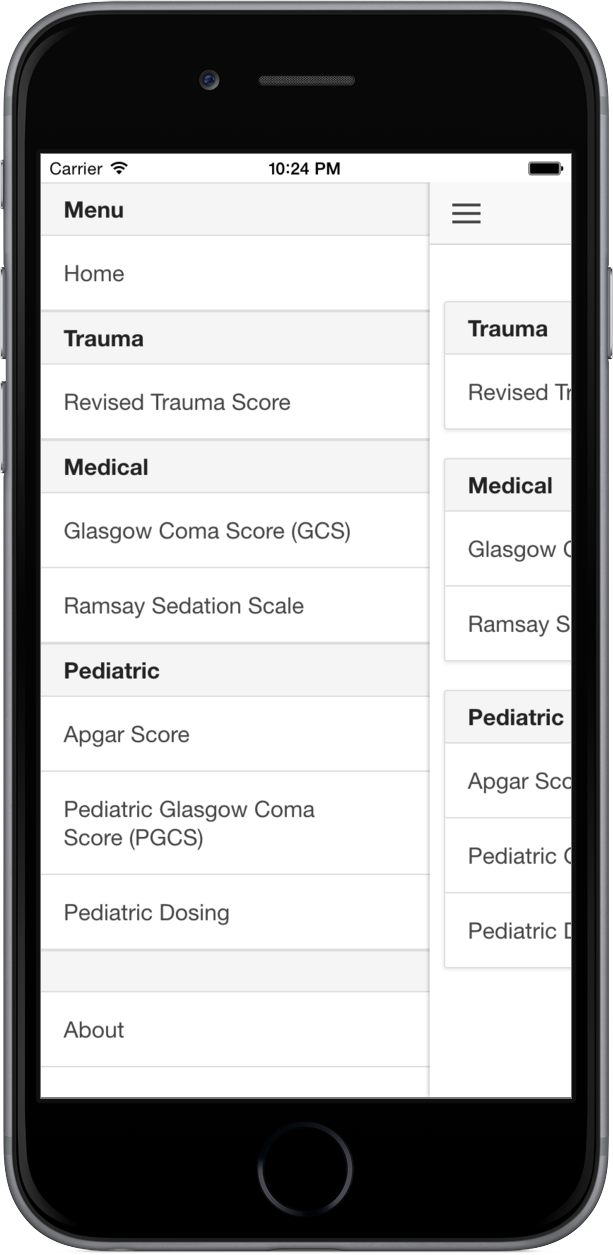 Carrier
10:24 PM
Menu
Home
Trauma
Revised Trauma Score
Medical
Glasgow Coma Score (GCS)
Ramsay Sedation Scale
Pediatric
Apgar Score
Pediatric Glasgow Coma
Score (PGCS)
Pediatric Dosing
About
Trauma
Revised Tr
Medical
Glasgow
Ramsay S
Pediatric
Apgar Sco
Pediatric
Pediatric